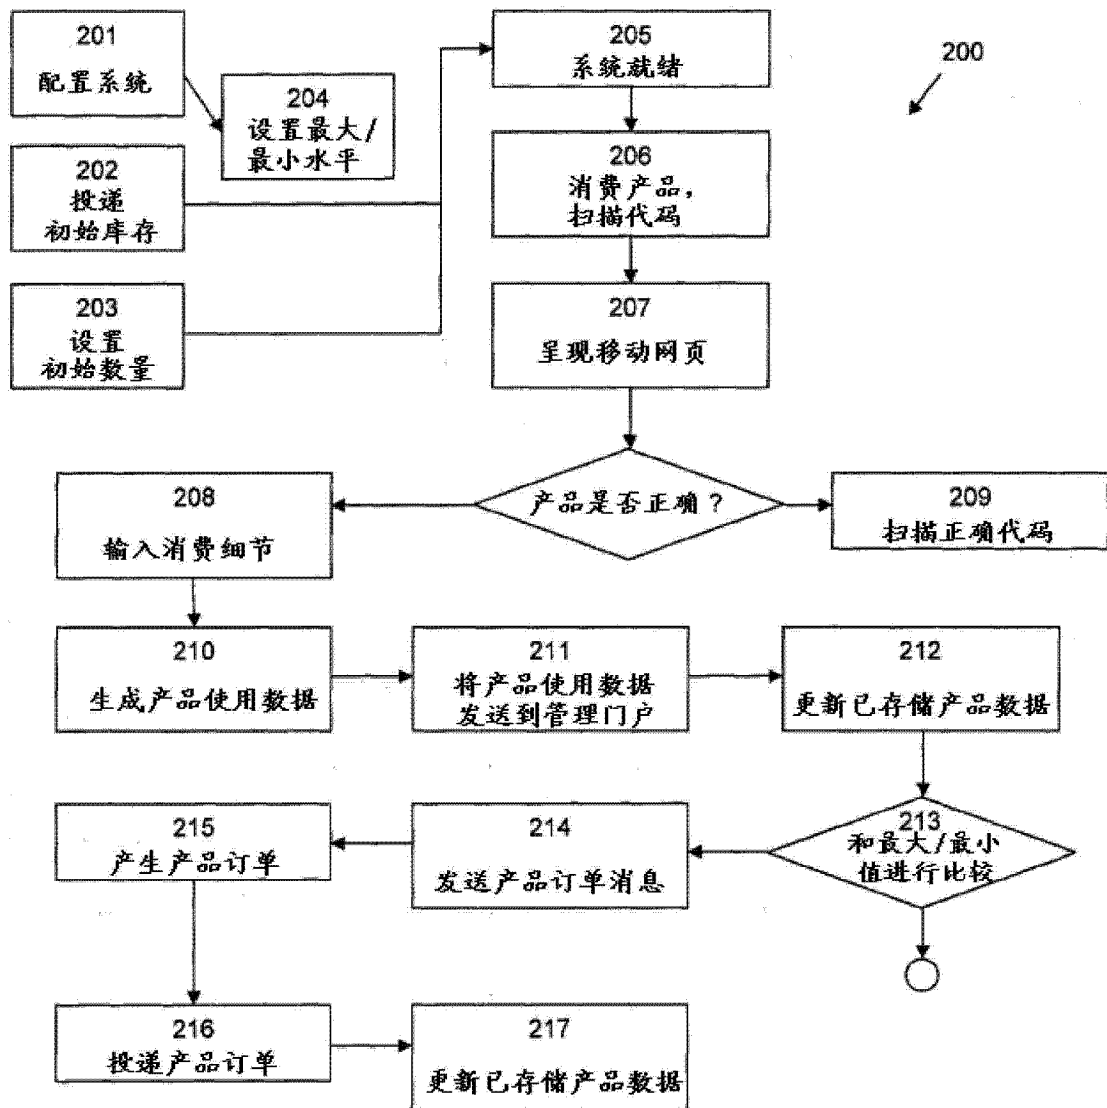 201
配置系统
204
设置最大/
最小水平
202
投递
初始库存
203
设置
初始数量
205
系统就绪
200
206
消费产品，
扫描代码
207
呈现移动网页
产品是否正确？
208
输入消费细节
209
扫描正确代码
210
生成产品使用数据
211
将产品使用数据
发送到管理门户
212
更新已存储产品数据
213
和最大/最小
值进行比较
214
发送产品订单消息
215
产生产品订单
216
投递产品订单
217
更新已存储产品数据